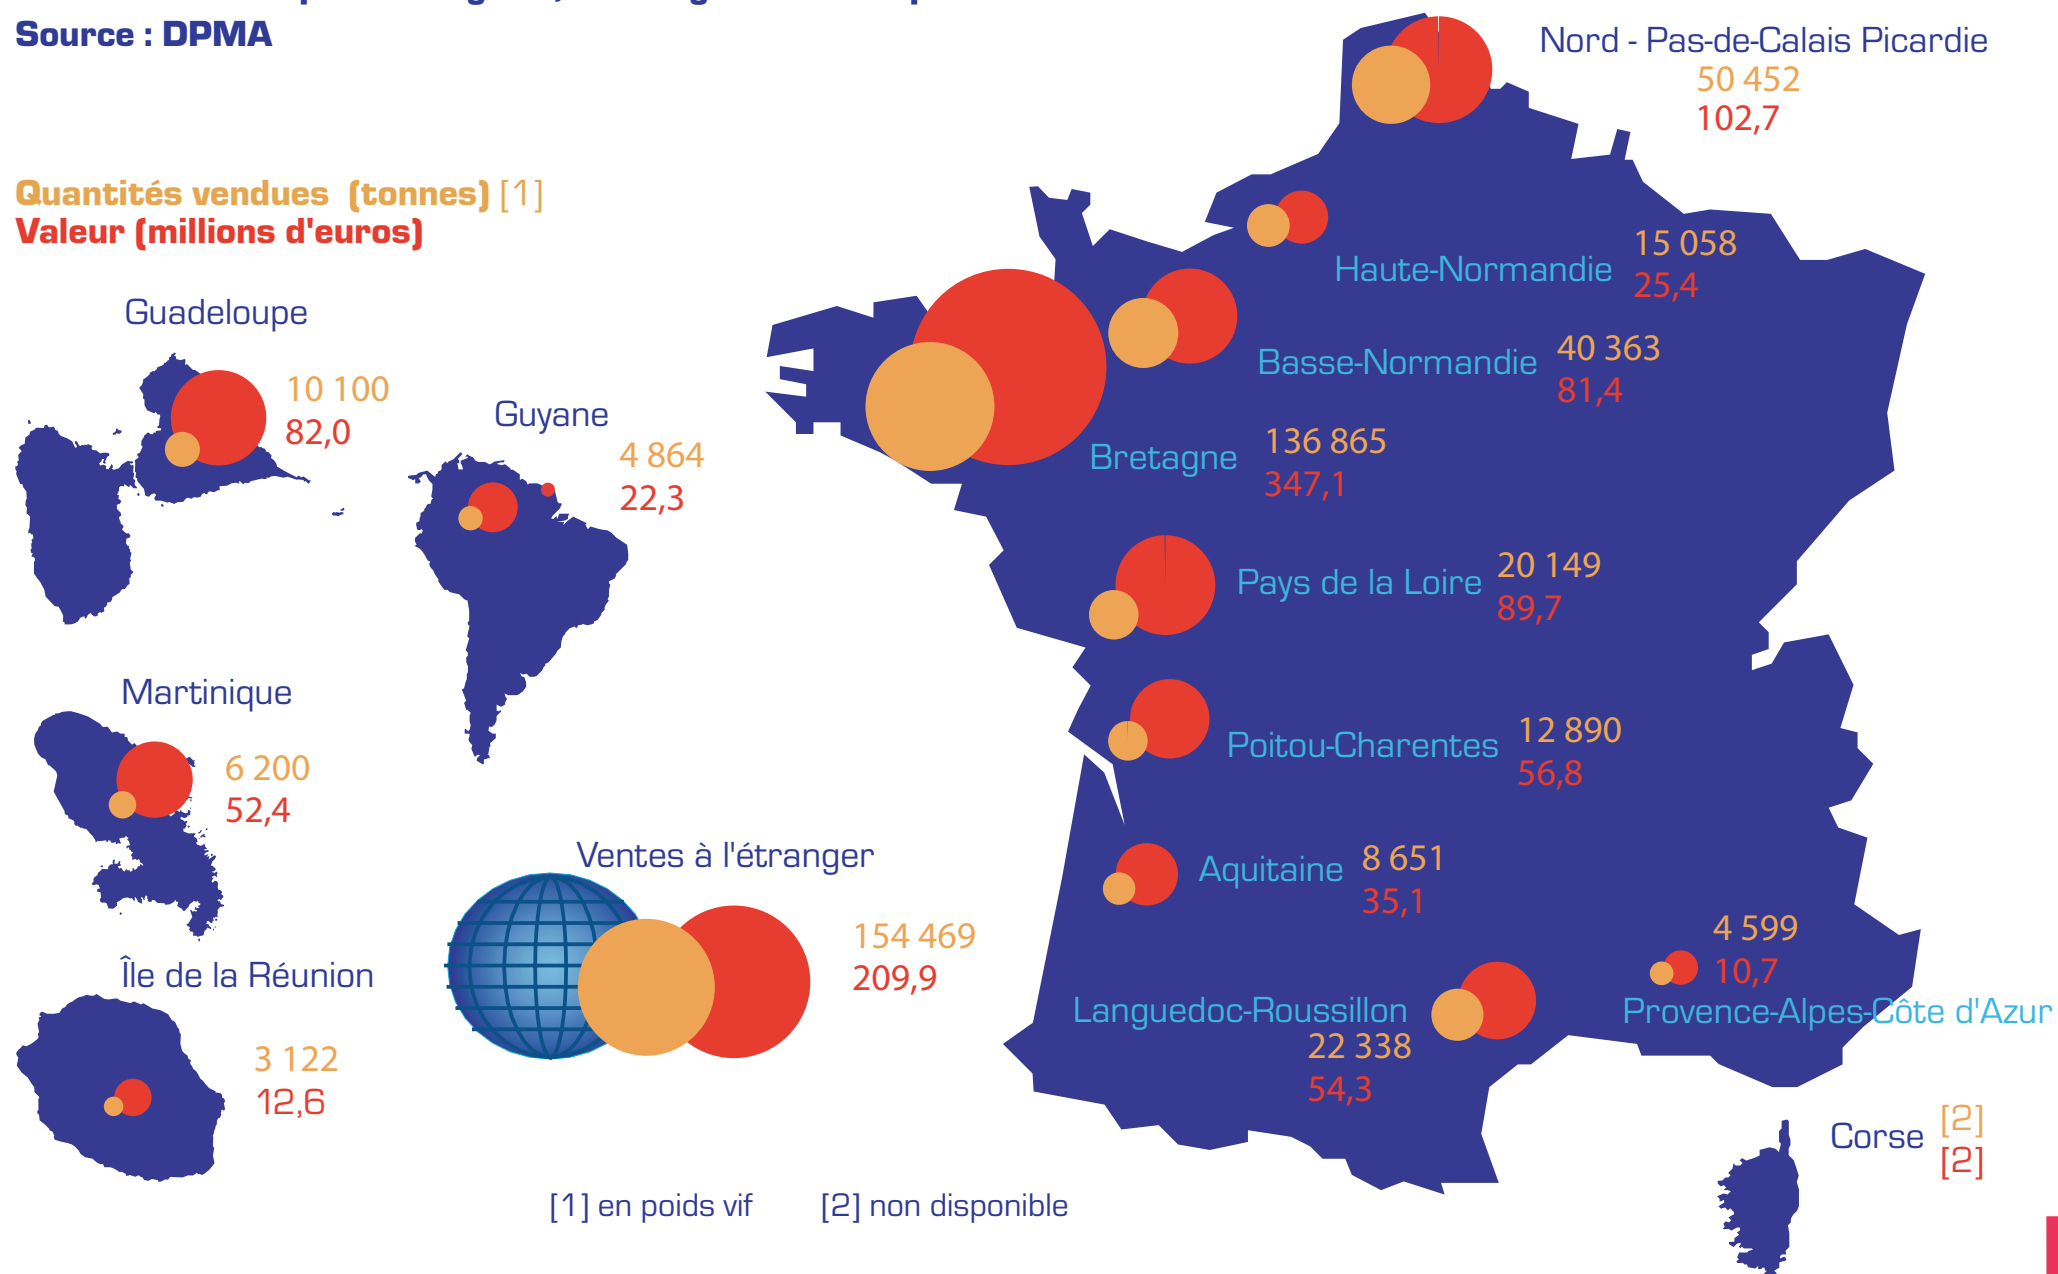 Source : DPMA
Quantités vendues (tonnes) [1]
Valeur (millions d'euros)
Nord - Pas-de-Calais Picardie
50 452
102,7
Haute-Normandie
15 058
25,4
Basse-Normandie
40 363
81,4
Bretagne
136 865
347,1
Pays de la Loire
20 149
89,7
Poitou-Charentes
12 890
56,8
Aquitaine
8 651
35,1
Languedoc-Roussillon
22 338
54,3
4 599
10,7
Provence-Alpes-Côte d'Azur
Corse
[2]
[2]
Guadeloupe
10 100
82,0
Guyane
4 864
22,3
Martinique
6 200
52,4
Île de la Réunion
3 122
12,6
Ventes à l'étranger
154 469
209,9
[1] en poids vif
[2] non disponible